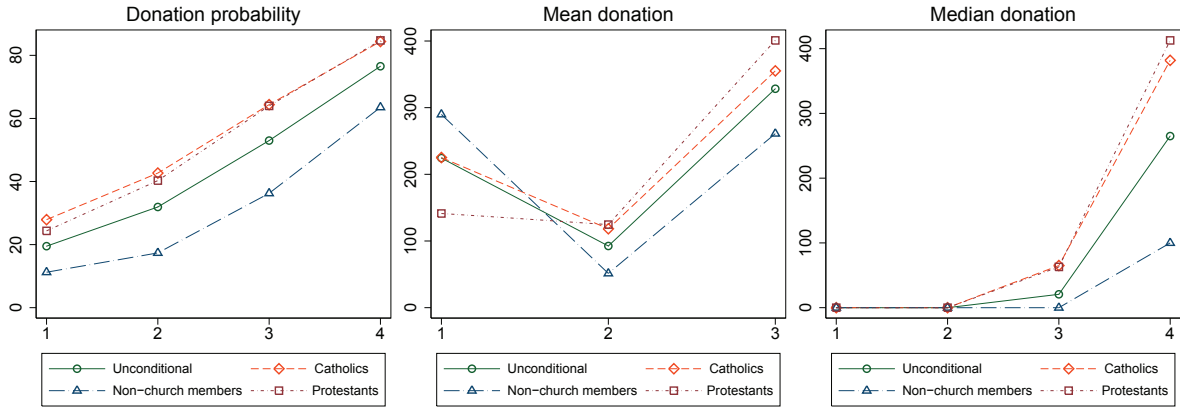 Donation probability
80
60
40
20
0
1 2 3 4
Unconditional Catholics
Non−church members Protestants
Mean donation
400
300
200
100
0
1 2 3
Unconditional Catholics
Non−church members Protestants
Median donation
400
300
200
100
0
1 2 3 4
Unconditional Catholics
Non−church members Protestants